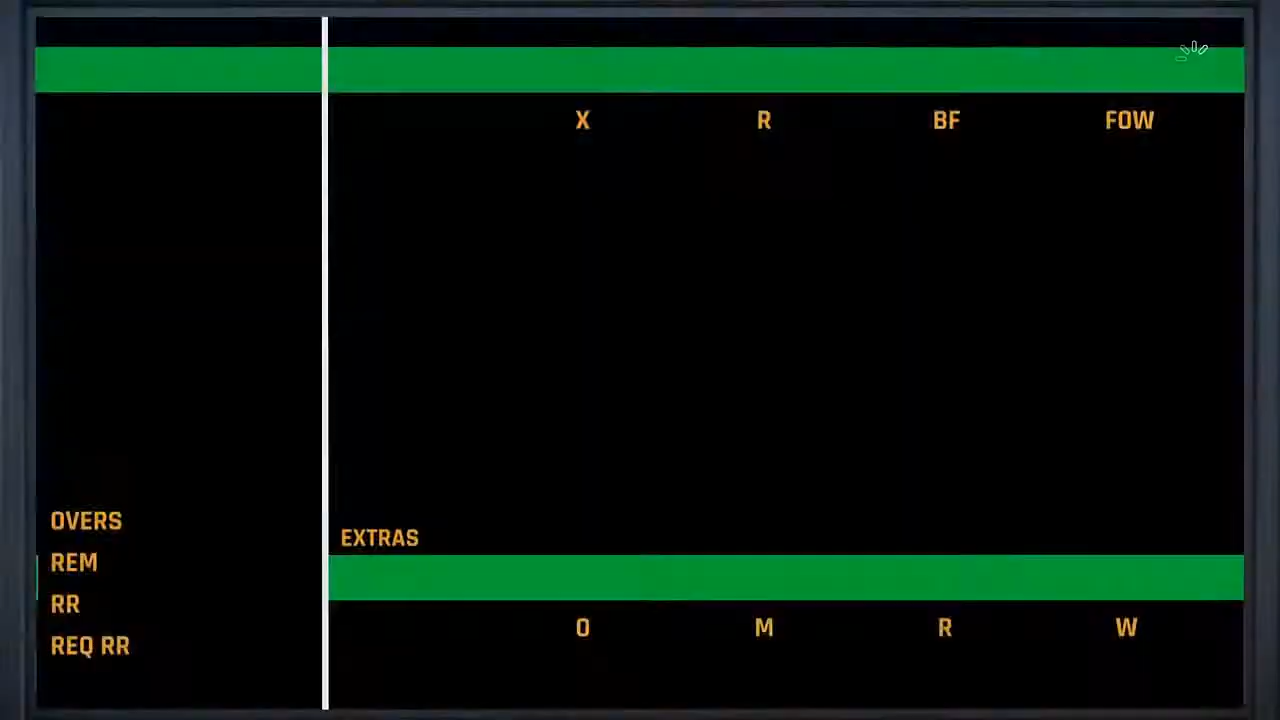 X R BF FOW
OVERS
REM
RR
REQ RR
EXTRAS
O M R W